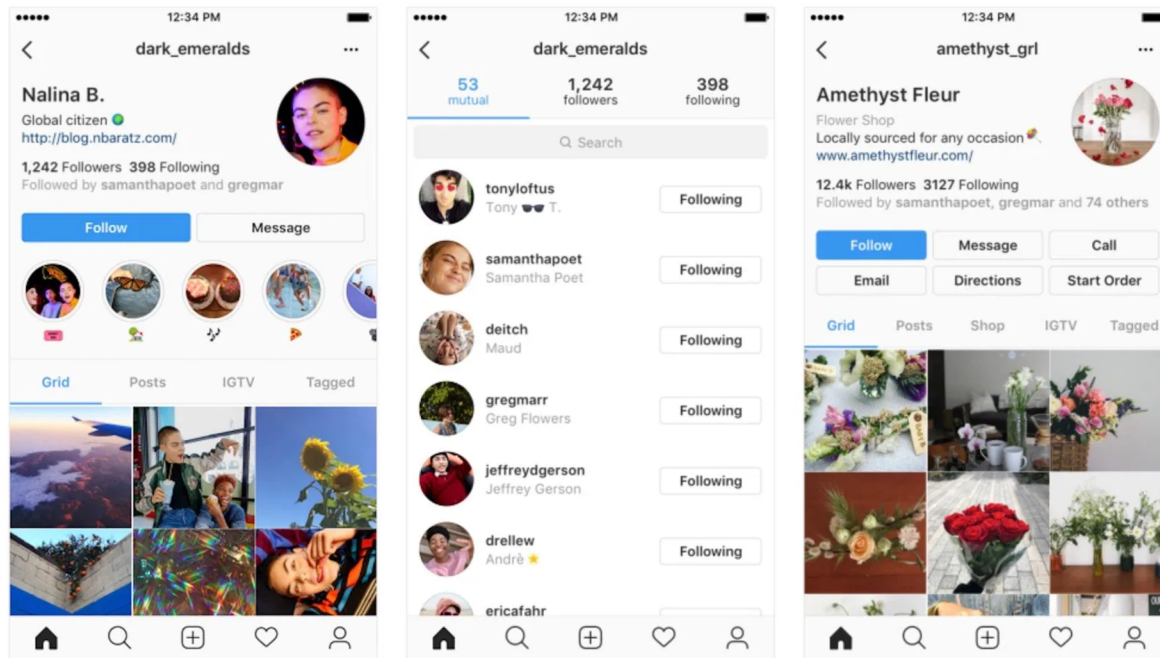 12:34 PM
dark_emeralds
Nalina B.
Global citizen
http://blog.nbaratz.com/
1,242 Followers 398 Following
Followed by samanthapoet and gregmar
Follow
Message
Grid
Posts
IGTV
Tagged
12:34 PM
dark_emeralds
53
mutual
1,242
followers
398
following
Search
tonyloftus
Tony 🕶️ T.
Following
samanthapoet
Samantha Poet
Following
deitch
Maud
Following
gregmarr
Greg Flowers
Following
jeffreydgerson
Jeffrey Gerson
Following
drellew
Andrè ⭐
Following
ericafahr
12:34 PM
amethyst_grl
Amethyst Fleur
Flower Shop
Locally sourced for any occasion
www.amethystfleur.com/
12.4k Followers 3127 Following
Followed by samanthapoet, gregmar and 74 others
Follow
Message
Call
Email
Directions
Start Order
Grid
Posts
Shop
IGTV
Tagged